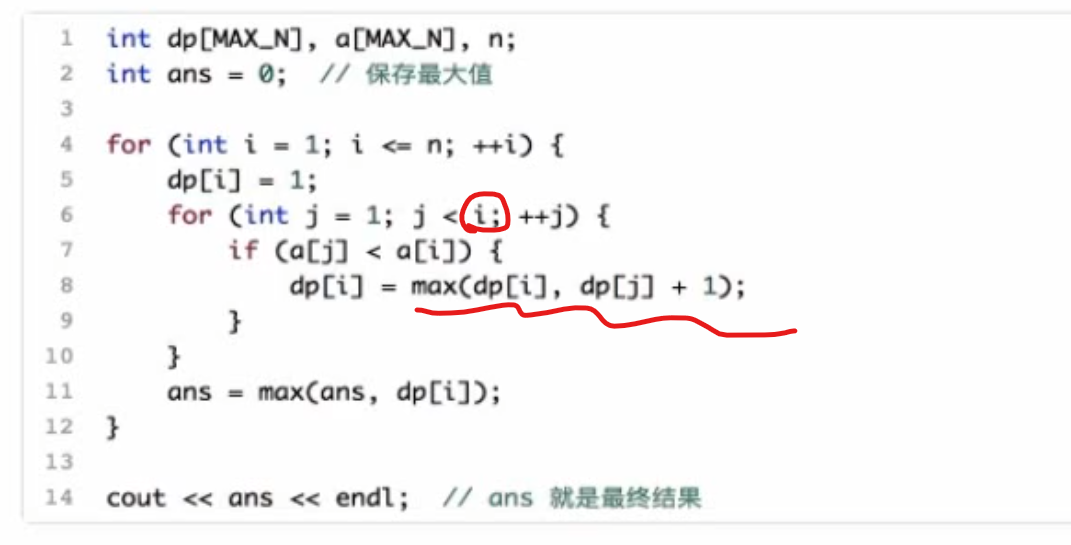 1 int dp[MAX_N], a[MAX_N], n;
2 int ans = 0;  // 保存最大值
3
4 for (int i = 1; i <= n; ++i) {
5     dp[i] = 1;
6     for (int j = 1; j < i; ++j) {
7         if (a[j] < a[i]) {
8             dp[i] = max(dp[i], dp[j] + 1);
9         }
10     }
11     ans = max(ans, dp[i]);
12 }
13
14 cout << ans << endl;  // ans 就是最终结果